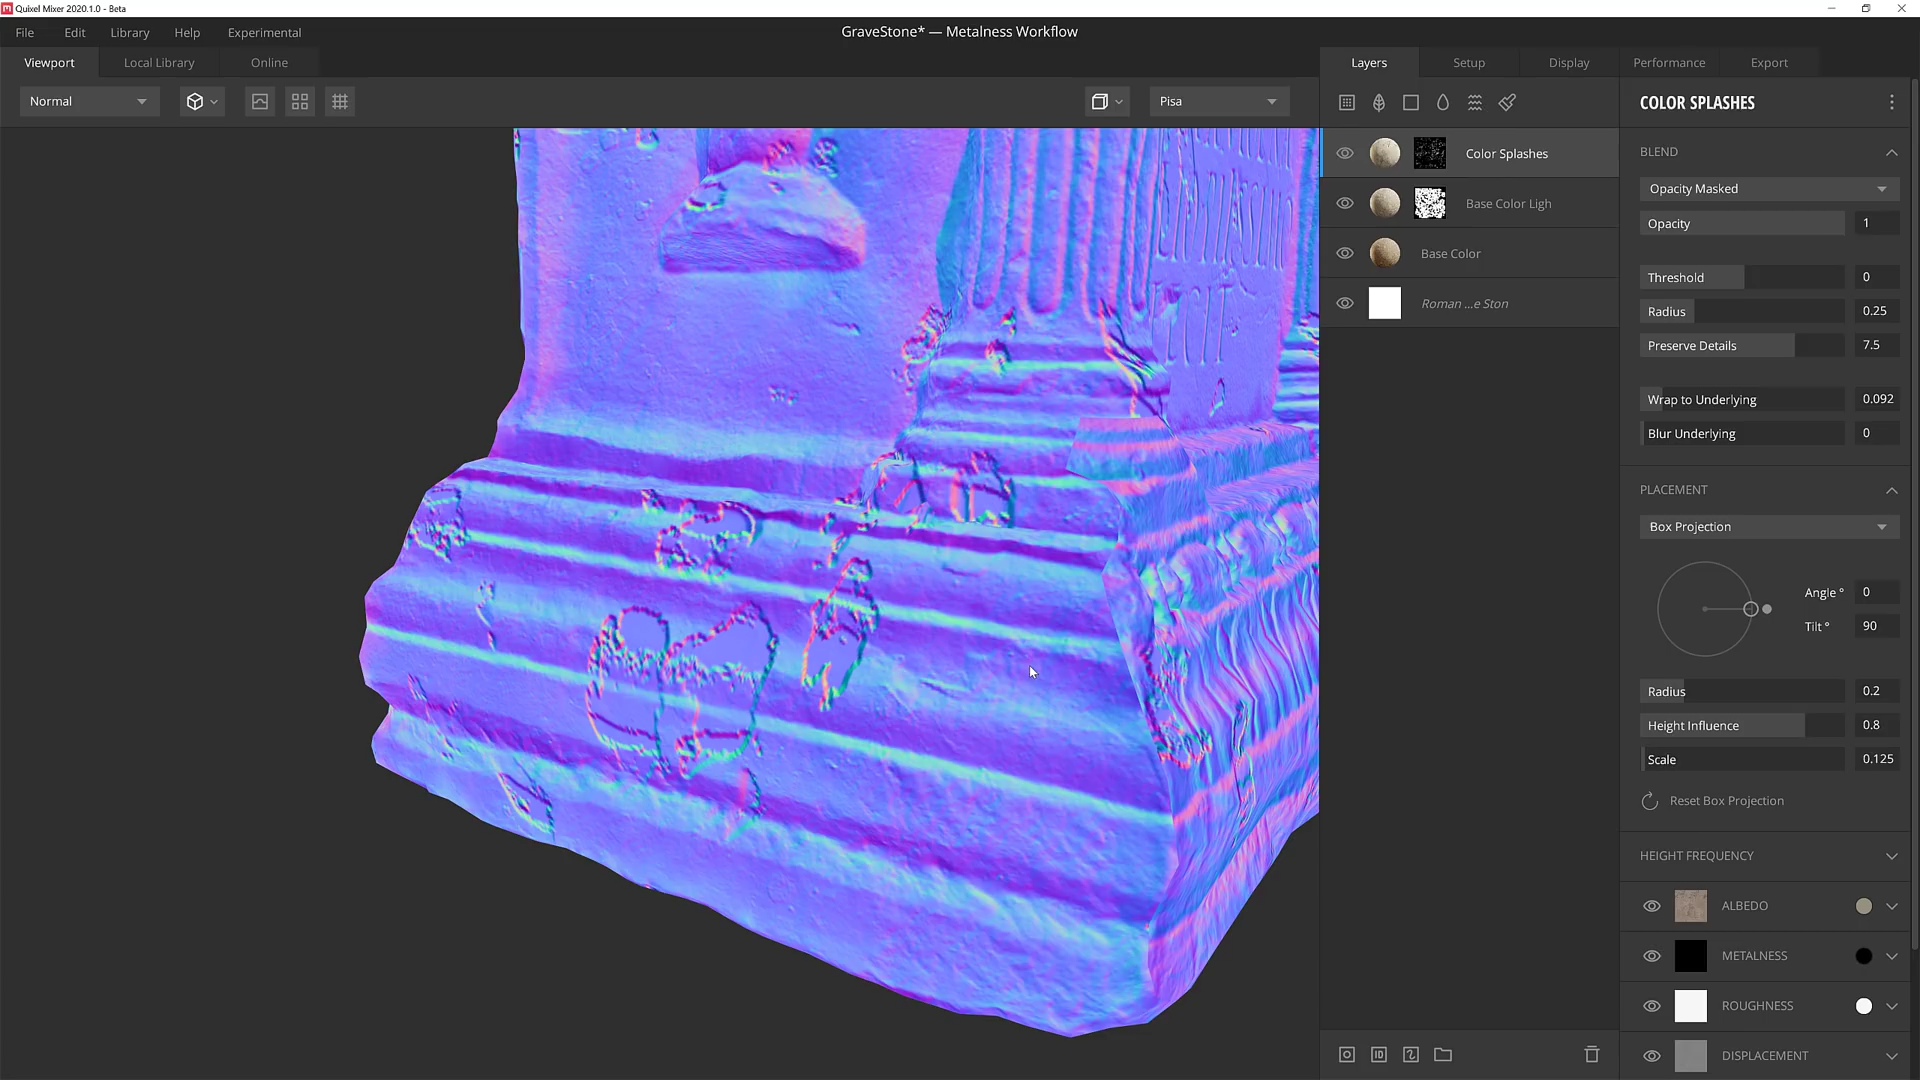 Quixel Mixer 2020.1.0 - Beta
File Edit Library Help Experimental
GraveStone* — Metalness Workflow
Viewport Local Library Online
Layers Setup Display Performance Export
Normal
Pisa
COLOR SPLASHES
Color Splashes
Base Color Ligh
Base Color
Roman ...e Ston
BLEND
Opacity Masked
Opacity 1
Threshold 0
Radius 0.25
Preserve Details 7.5
Wrap to Underlying 0.092
Blur Underlying 0
PLACEMENT
Box Projection
Angle ° 0
Tilt ° 90
Radius 0.2
Height Influence 0.8
Scale 0.125
Reset Box Projection
HEIGHT FREQUENCY
ALBEDO
METALNESS
ROUGHNESS
DISPLACEMENT
ID